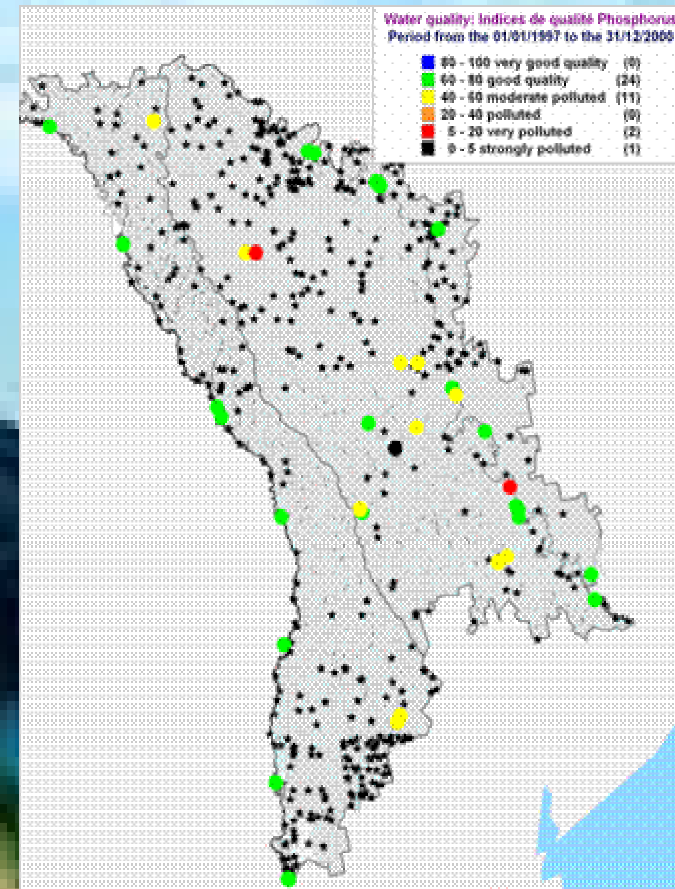 Water quality: Indices de qualité Phosphorus
Period from the 01/01/1997 to the 31/12/2000
80 - 100 very good quality (0)
60 - 80 good quality (24)
40 - 60 moderate polluted (11)
20 - 40 polluted (0)
5 - 20 very polluted (2)
0 - 5 strongly polluted (1)